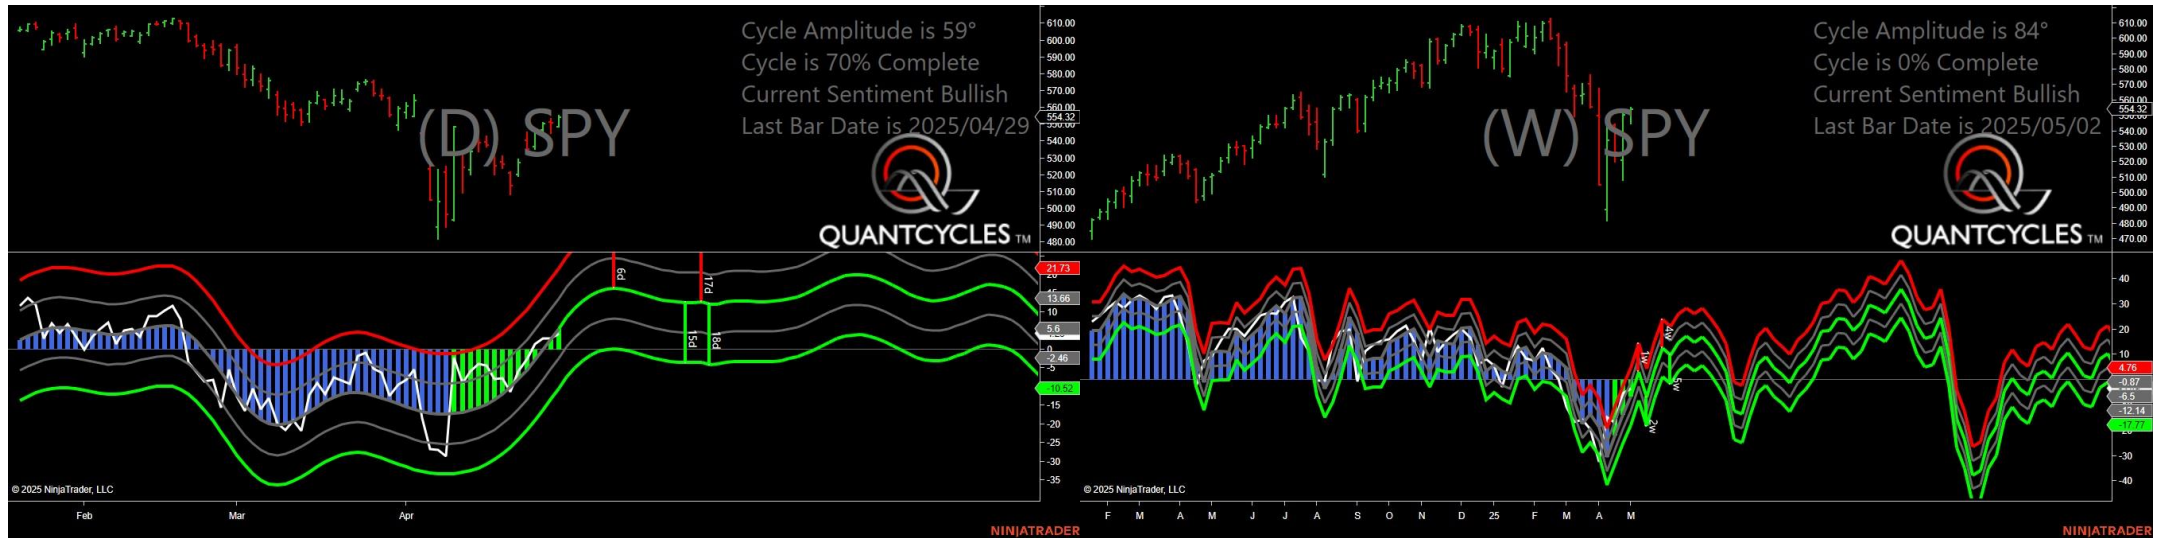 Cycle Amplitude is 59°
Cycle is 70% Complete
Current Sentiment Bullish
Last Bar Date is 2025/04/29
(D) SPY
QUANTCYCLES TM
610.00
600.00
590.00
580.00
570.00
560.00
554.32
540.00
530.00
520.00
510.00
500.00
490.00
480.00
6d
17d
15d
18d
21.73
13.66
10
5.6
0
-2.46
-5
-10.52
-15
-20
-25
-30
-35
© 2025 NinjaTrader, LLC
Feb Mar Apr
NINJATRADER
Cycle Amplitude is 84°
Cycle is 0% Complete
Current Sentiment Bullish
Last Bar Date is 2025/05/02
(W) SPY
QUANTCYCLES TM
610.00
600.00
590.00
580.00
570.00
554.32
540.00
530.00
520.00
510.00
500.00
490.00
480.00
470.00
1w
4w
2w
5w
40
30
20
10
4.76
-0.87
-6.5
-12.14
-17.77
-30
-40
© 2025 NinjaTrader, LLC
F M A M J J A S O N D 25 F M A M
NINJATRADER